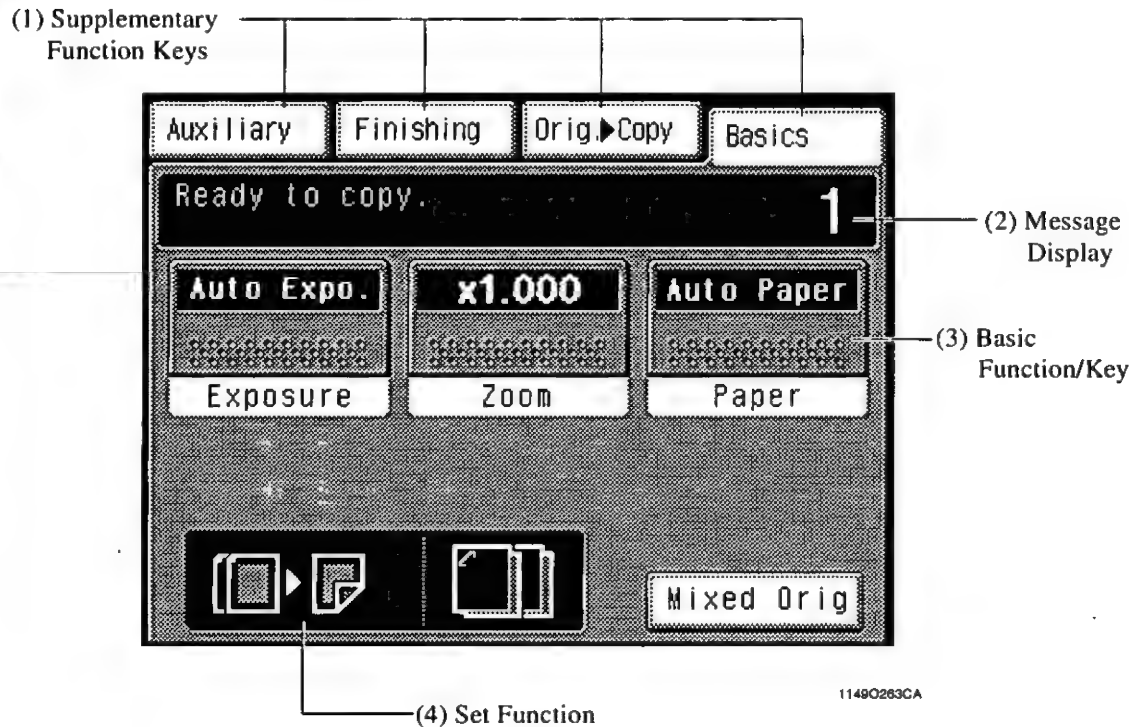 (1) Supplementary
Function Keys
Auxiliary
Finishing
Orig.▶Copy
Basics
Ready to copy.
1
(2) Message
Display
Auto Expo.
x1.000
Auto Paper
(3) Basic
Function/Key
Exposure
Zoom
Paper
Mixed Orig
1149O263CA
(4) Set Function